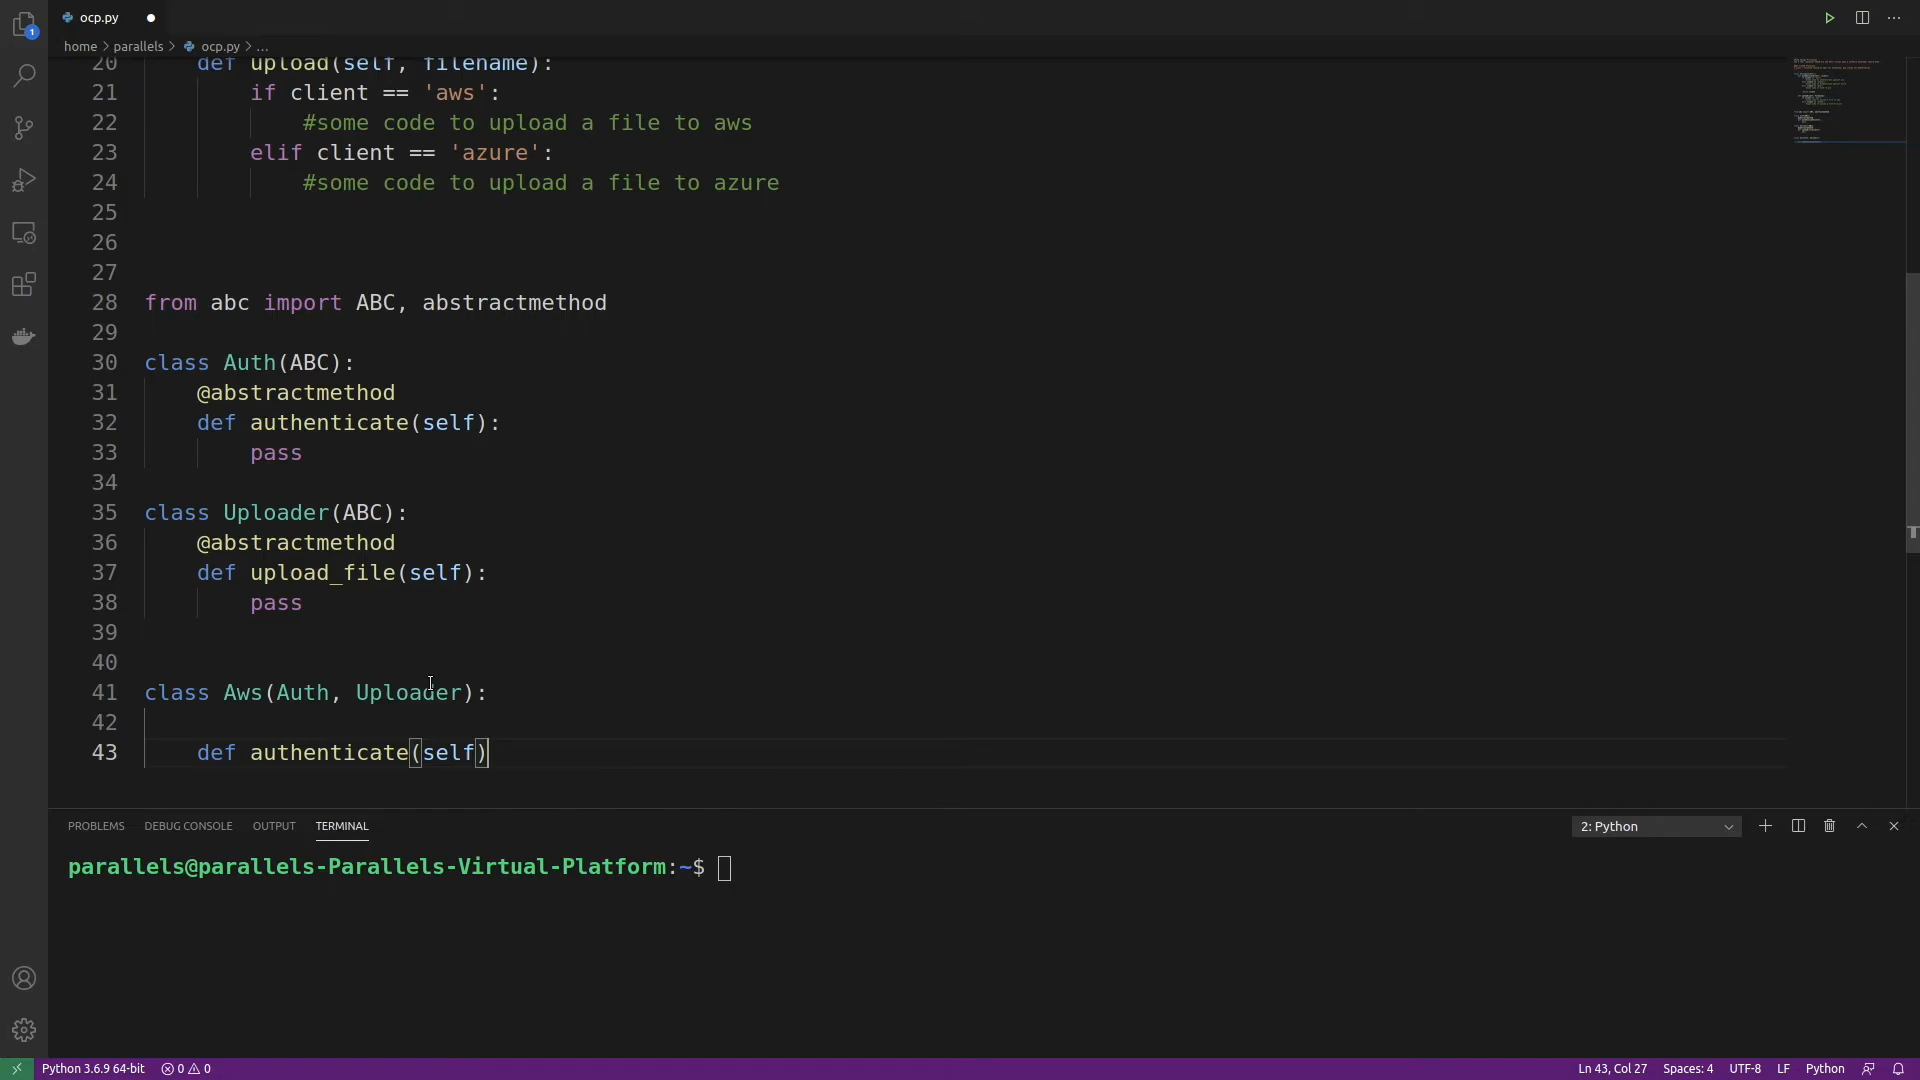 ocp.py
home > parallels > ocp.py > ...
20 def upload(self, filename):
21 if client == 'aws':
22 #some code to upload a file to aws
23 elif client == 'azure':
24 #some code to upload a file to azure
25
26
27
28 from abc import ABC, abstractmethod
29
30 class Auth(ABC):
31 @abstractmethod
32 def authenticate(self):
33 pass
34
35 class Uploader(ABC):
36 @abstractmethod
37 def upload_file(self):
38 pass
39
40
41 class Aws(Auth, Uploader):
42
43 def authenticate(self)
1
PROBLEMS DEBUG CONSOLE OUTPUT TERMINAL 2: Python
parallels@parallels-Parallels-Virtual-Platform:~$
Python 3.6.9 64-bit 0 0 Ln 43, Col 27 Spaces: 4 UTF-8 LF Python